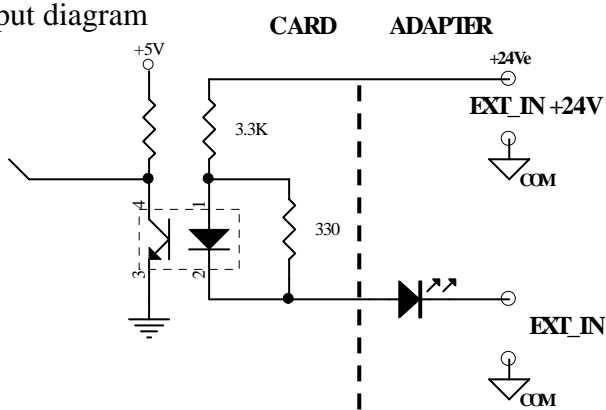 put diagram
CARD ADAPTER
+5V
+24Ve
EXT_IN +24V
3.3K
COM
4
1
330
3
2
EXT_IN
COM